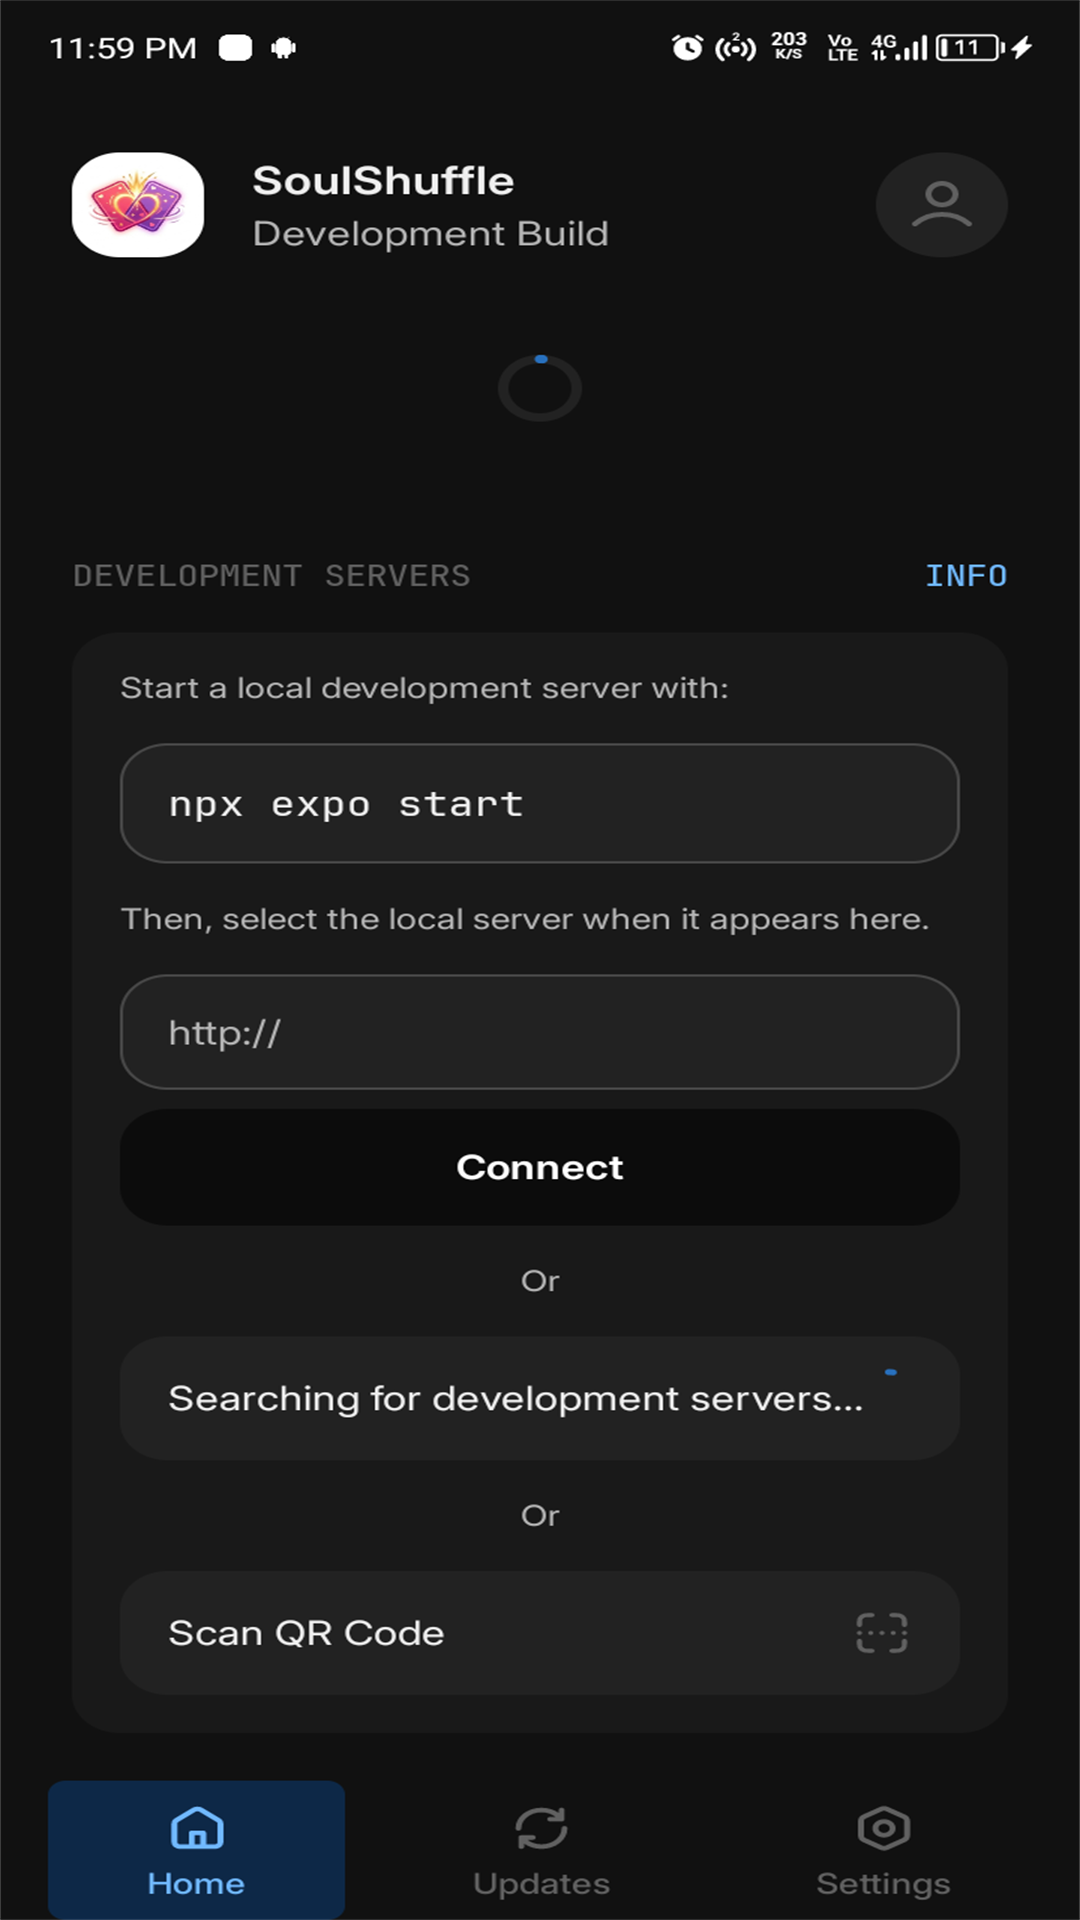 11:59 PM
2
203
K/S
Vo
LTE
4G
11
SoulShuffle
Development Build
DEVELOPMENT SERVERS
INFO
Start a local development server with:
npx expo start
Then, select the local server when it appears here.
http://
Connect
Or
Searching for development servers...
Or
Scan QR Code
Home
Updates
Settings